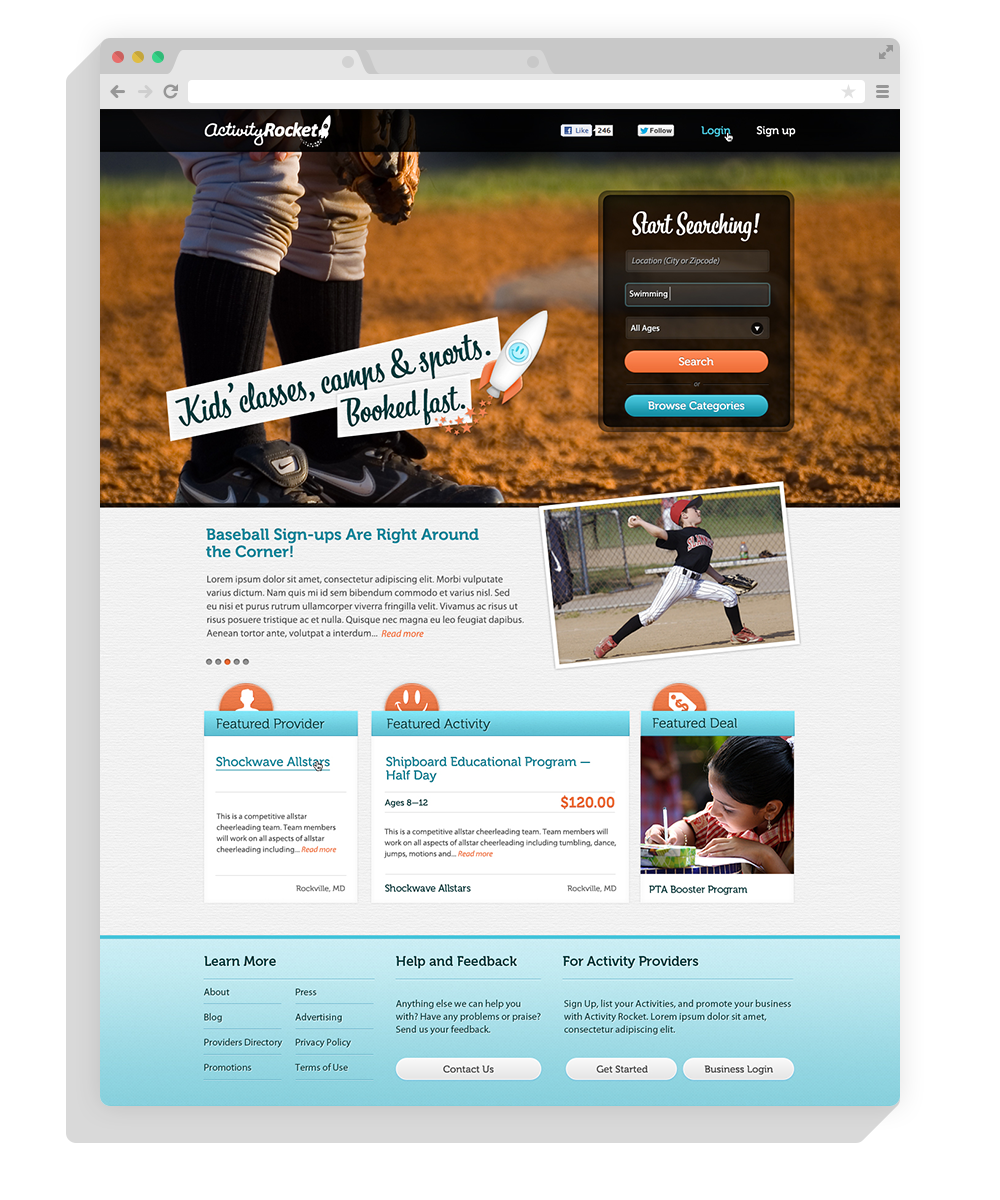 ActivityRocket
Like 246
Follow
Login
Sign up
Start Searching!
Location (City or Zipcode)
Swimming
All Ages
Search
or
Browse Categories
Kids' classes, camps & sports.
Booked fast.
Baseball Sign-ups Are Right Around
the Corner!
Lorem ipsum dolor sit amet, consectetur adipiscing elit. Morbi vulputate
varius dictum. Nam quis mi id sem bibendum commodo et varius nisl. Sed
eu nisi et purus rutrum ullamcorper viverra fringilla velit. Vivamus ac risus ut
risus posuere tristique ac et nulla. Quisque nec magna eu leo feugiat dapibus.
Aenean tortor ante, volutpat a interdum... Read more
Featured Provider
Shockwave Allstars
This is a competitive allstar
cheerleading team. Team members
will work on all aspects of allstar
cheerleading including... Read more
Rockville, MD
Featured Activity
Shipboard Educational Program —
Half Day
Ages 8—12
$120.00
This is a competitive allstar cheerleading team. Team members will
work on all aspects of allstar cheerleading including tumbling, dance,
jumps, motions and... Read more
Shockwave Allstars
Rockville, MD
Featured Deal
PTA Booster Program
Learn More
About
Press
Blog
Advertising
Providers Directory
Privacy Policy
Promotions
Terms of Use
Help and Feedback
Anything else we can help you
with? Have any problems or praise?
Send us your feedback.
Contact Us
For Activity Providers
Sign Up, list your Activities, and promote your business
with Activity Rocket. Lorem ipsum dolor sit amet,
consectetur adipiscing elit.
Get Started
Business Login